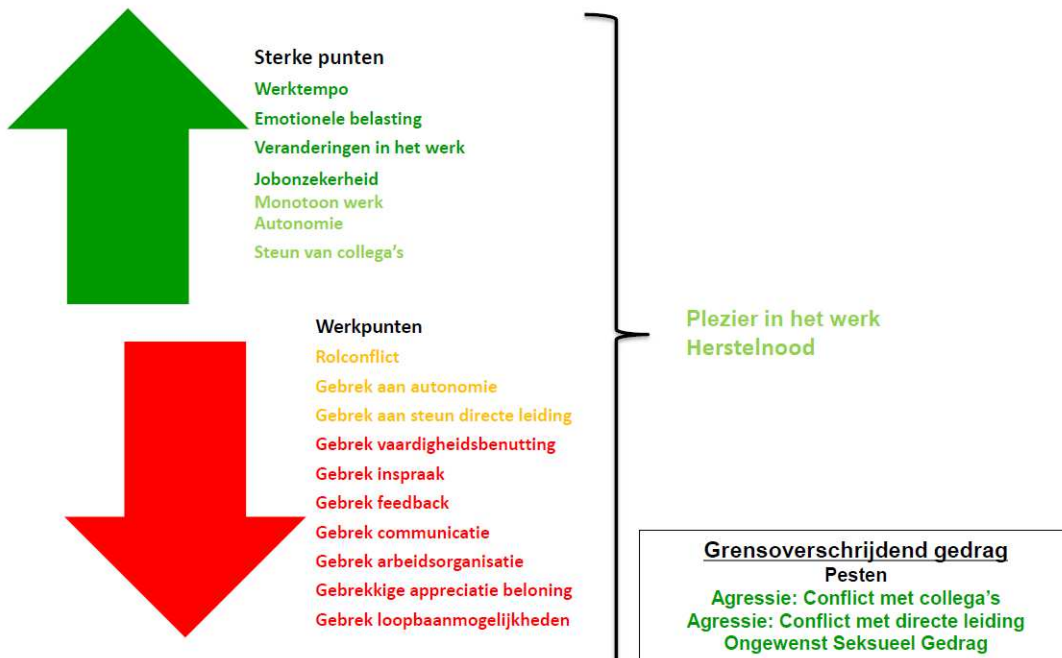 Sterke punten
Werktempo
Emotionele belasting
Veranderingen in het werk
Jobonzekerheid
Monotoon werk
Autonomie
Steun van collega's
Werkpunten
Rolconflict
Gebrek aan autonomie
Gebrek aan steun directe leiding
Gebrek vaardigheidsbenutting
Gebrek inspraak
Gebrek feedback
Gebrek communicatie
Gebrek arbeidsorganisatie
Gebrekkige appreciatie beloning
Gebrek loopbaanmogelijkheden
Plezier in het werk
Herstelnood
Grensoverschrijdend gedrag
Pesten
Agressie: Conflict met collega's
Agressie: Conflict met directe leiding
Ongewenst Seksueel Gedrag